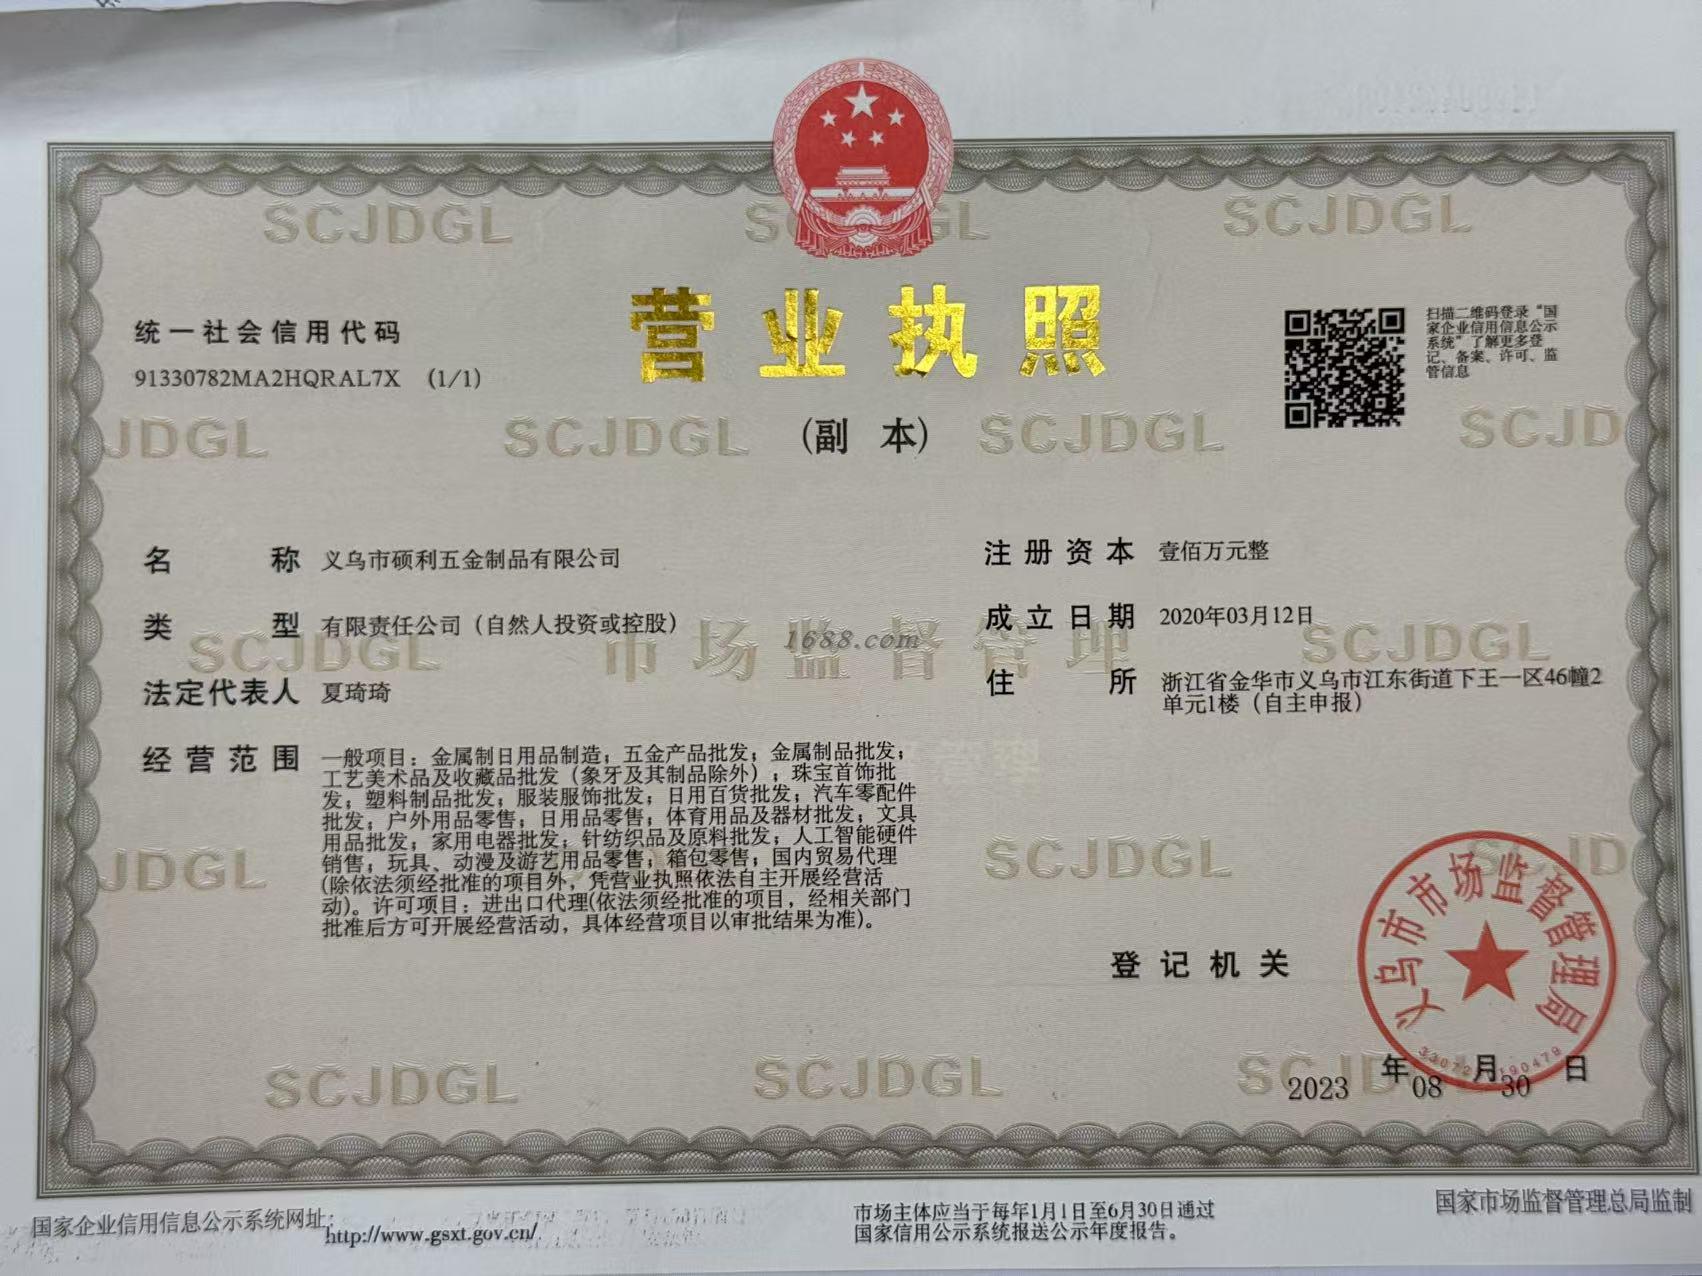 SCJDGL SCJDGL SCJDGL
营业执照
(副 本)
统一社会信用代码
91330782MA2HQRAL7X (1/1)
扫描二维码登录“国
家企业信用信息公示
系统”了解更多登
记、备案、许可、监
管信息
JDGL SCJDGL SCJDGL SCJD
名 称 义乌市硕利五金制品有限公司
类 型 有限责任公司（自然人投资或控股）
法定代表人 夏琦琦
经营范围 一般项目：金属制日用品制造；五金产品批发；金属制品批发；
工艺美术品及收藏品批发（象牙及其制品除外）；珠宝首饰批
发；塑料制品批发；服装服饰批发；日用百货批发；汽车零配件
批发；户外用品零售；日用品零售；体育用品及器材批发；文具
用品批发；家用电器批发；针纺织品及原料批发；人工智能硬件
销售；玩具、动漫及游艺用品零售；箱包零售；国内贸易代理
(除依法须经批准的项目外，凭营业执照依法自主开展经营活
动)。许可项目：进出口代理(依法须经批准的项目，经相关部门
批准后方可开展经营活动，具体经营项目以审批结果为准)。
注册资本 壹佰万元整
成立日期 2020年03月12日
住 所 浙江省金华市义乌市江东街道下王一区46幢2
单元1楼（自主申报）
SCJDGL 市场监督管理 SCJDGL
1688.com
JDGL SCJDGL SCJD
登记机关
义乌市市场监督管理局
2023年08月30日
SCJDGL SCJDGL SCJD
国家企业信用信息公示系统网址：
http://www.gsxt.gov.cn/
市场主体应当于每年1月1日至6月30日通过
国家信用公示系统报送公示年度报告。
国家市场监督管理总局监制